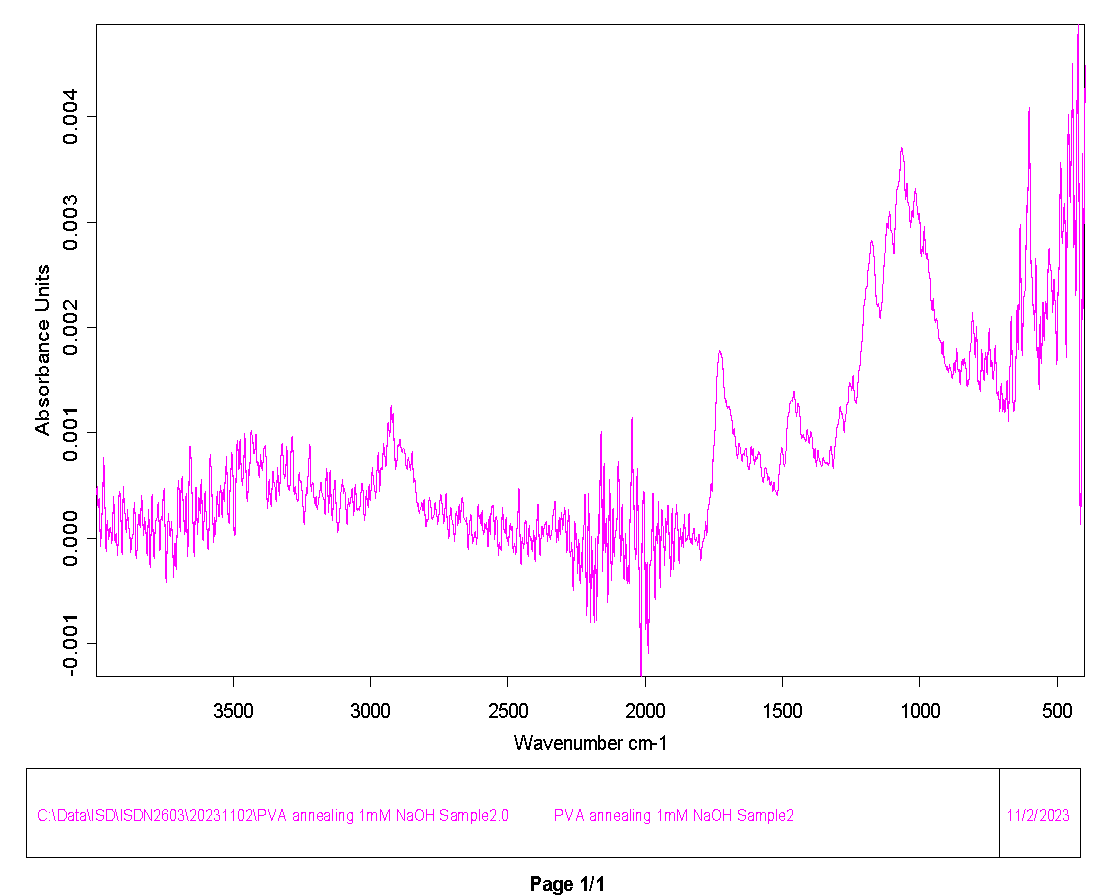 0.004
0.003
0.002
0.001
0.000
-0.001
Absorbance Units
3500 3000 2500 2000 1500 1000 500
Wavenumber cm-1
C:\Data\ISD\ISDN2603\20231102\PVA annealing 1mM NaOH Sample2.0 PVA annealing 1mM NaOH Sample2 11/2/2023
Page 1/1